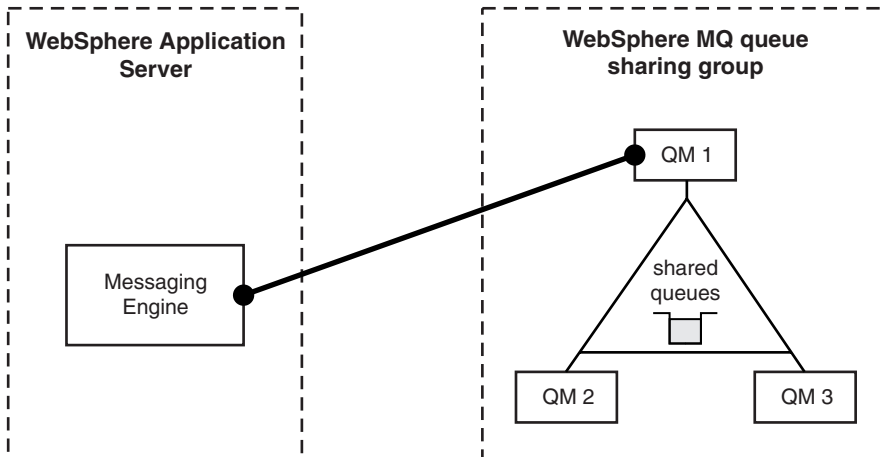 WebSphere Application
Server
WebSphere MQ queue
sharing group
QM 1
Messaging
Engine
shared
queues
QM 2
QM 3